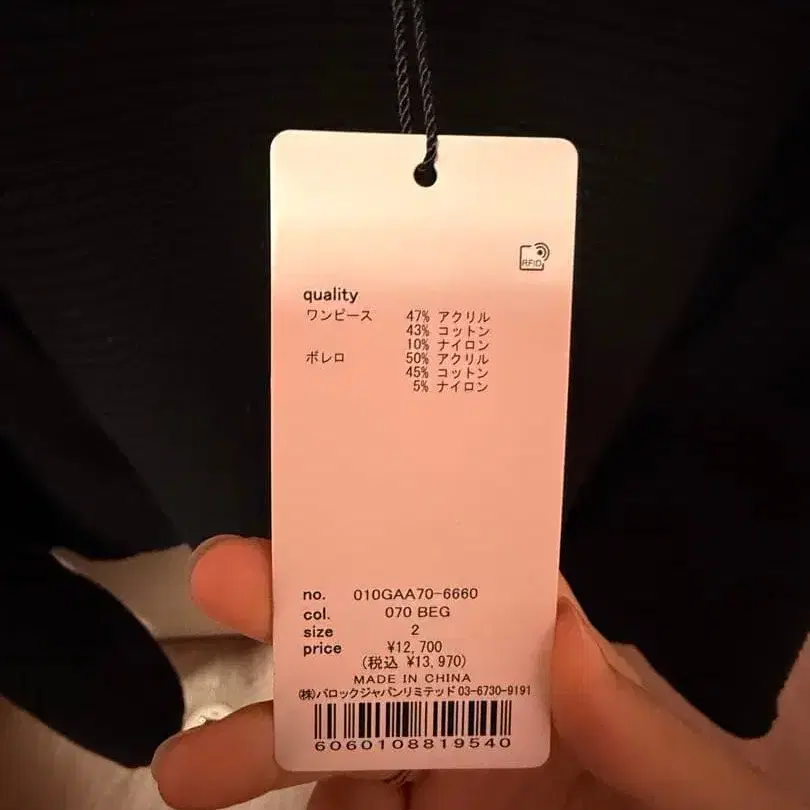 RFID
quality
ワンピース 47% アクリル
43% コットン
10% ナイロン
ボレロ 50% アクリル
45% コットン
5% ナイロン
no. 010GAA70-6660
col. 070 BEG
size 2
price ¥12,700
(税込 ¥13,970)
MADE IN CHINA
㈱バロックジャパンリミテッド 03-6730-9191
6060108819540